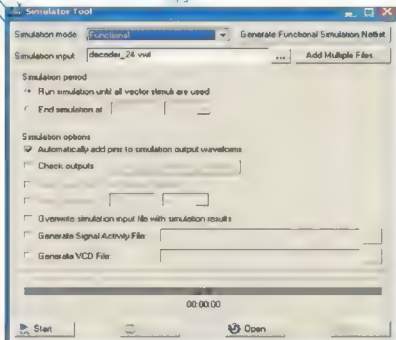 Simulator Tool
Simulation mode: Functional Generate Functional Simulation Netlist
Simulation input: decoder_24.vwf ... Add Multiple Files
Simulation period
Run simulation until all vector stimuli are used
End simulation at:
Simulation options
Automatically add pins to simulation output waveforms
Check outputs
Overwrite simulation input file with simulation results
Generate Signal Activity File:
Generate VCD File:
00:00:00
Start Open